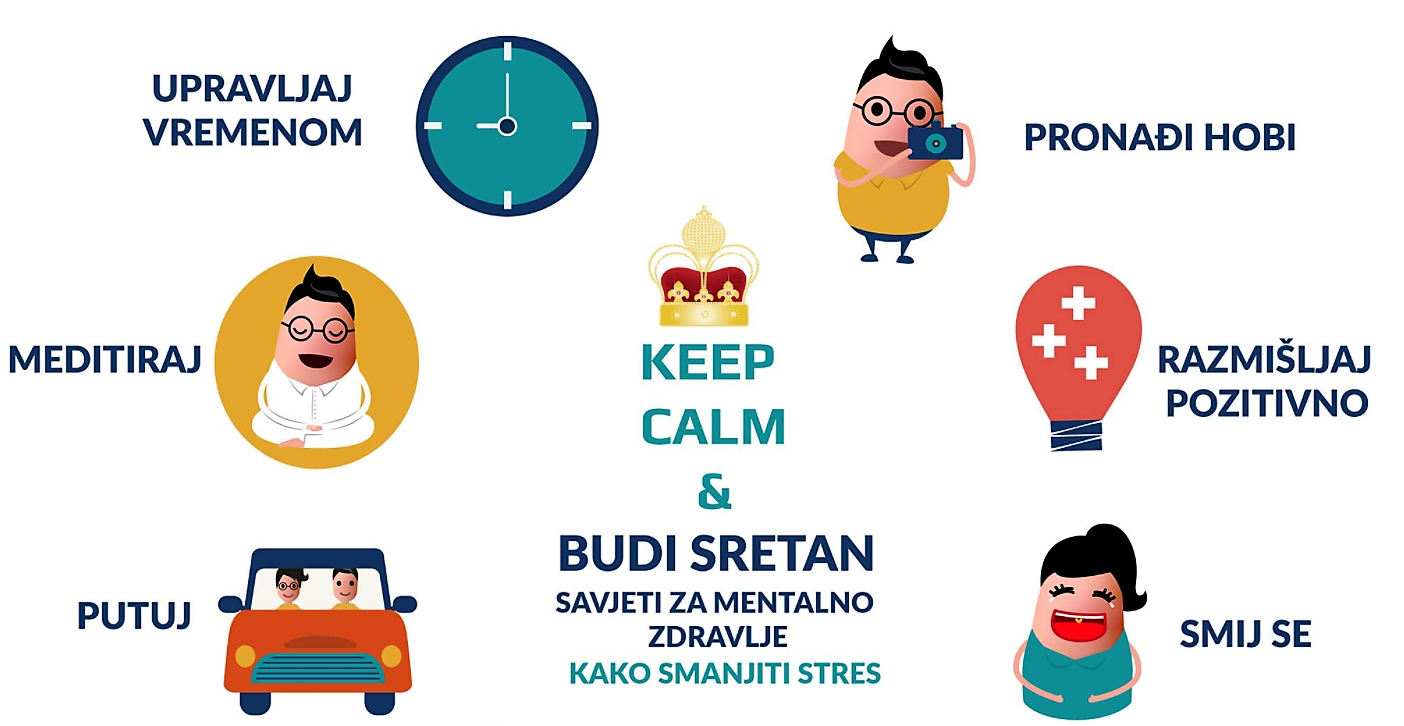 UPRAVLJAJ
VREMENOM
PRONAĐI HOBI
MEDITIRAJ
KEEP
CALM
&
BUDI SRETAN
SAVJETI ZA MENTALNO
ZDRAVLJE
KAKO SMANJITI STRES
RAZMIŠLJAJ
POZITIVNO
PUTUJ
SMIJ SE